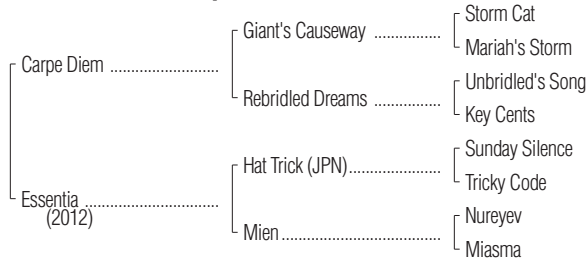 Storm Cat
Giant's Causeway ................
Mariah's Storm
Carpe Diem ..........................
Unbridled's Song
Rebridled Dreams ................
Key Cents
Sunday Silence
Hat Trick (JPN).......................
Tricky Code
Essentia ................................
(2012)
Nureyev
Mien.......................................
Miasma